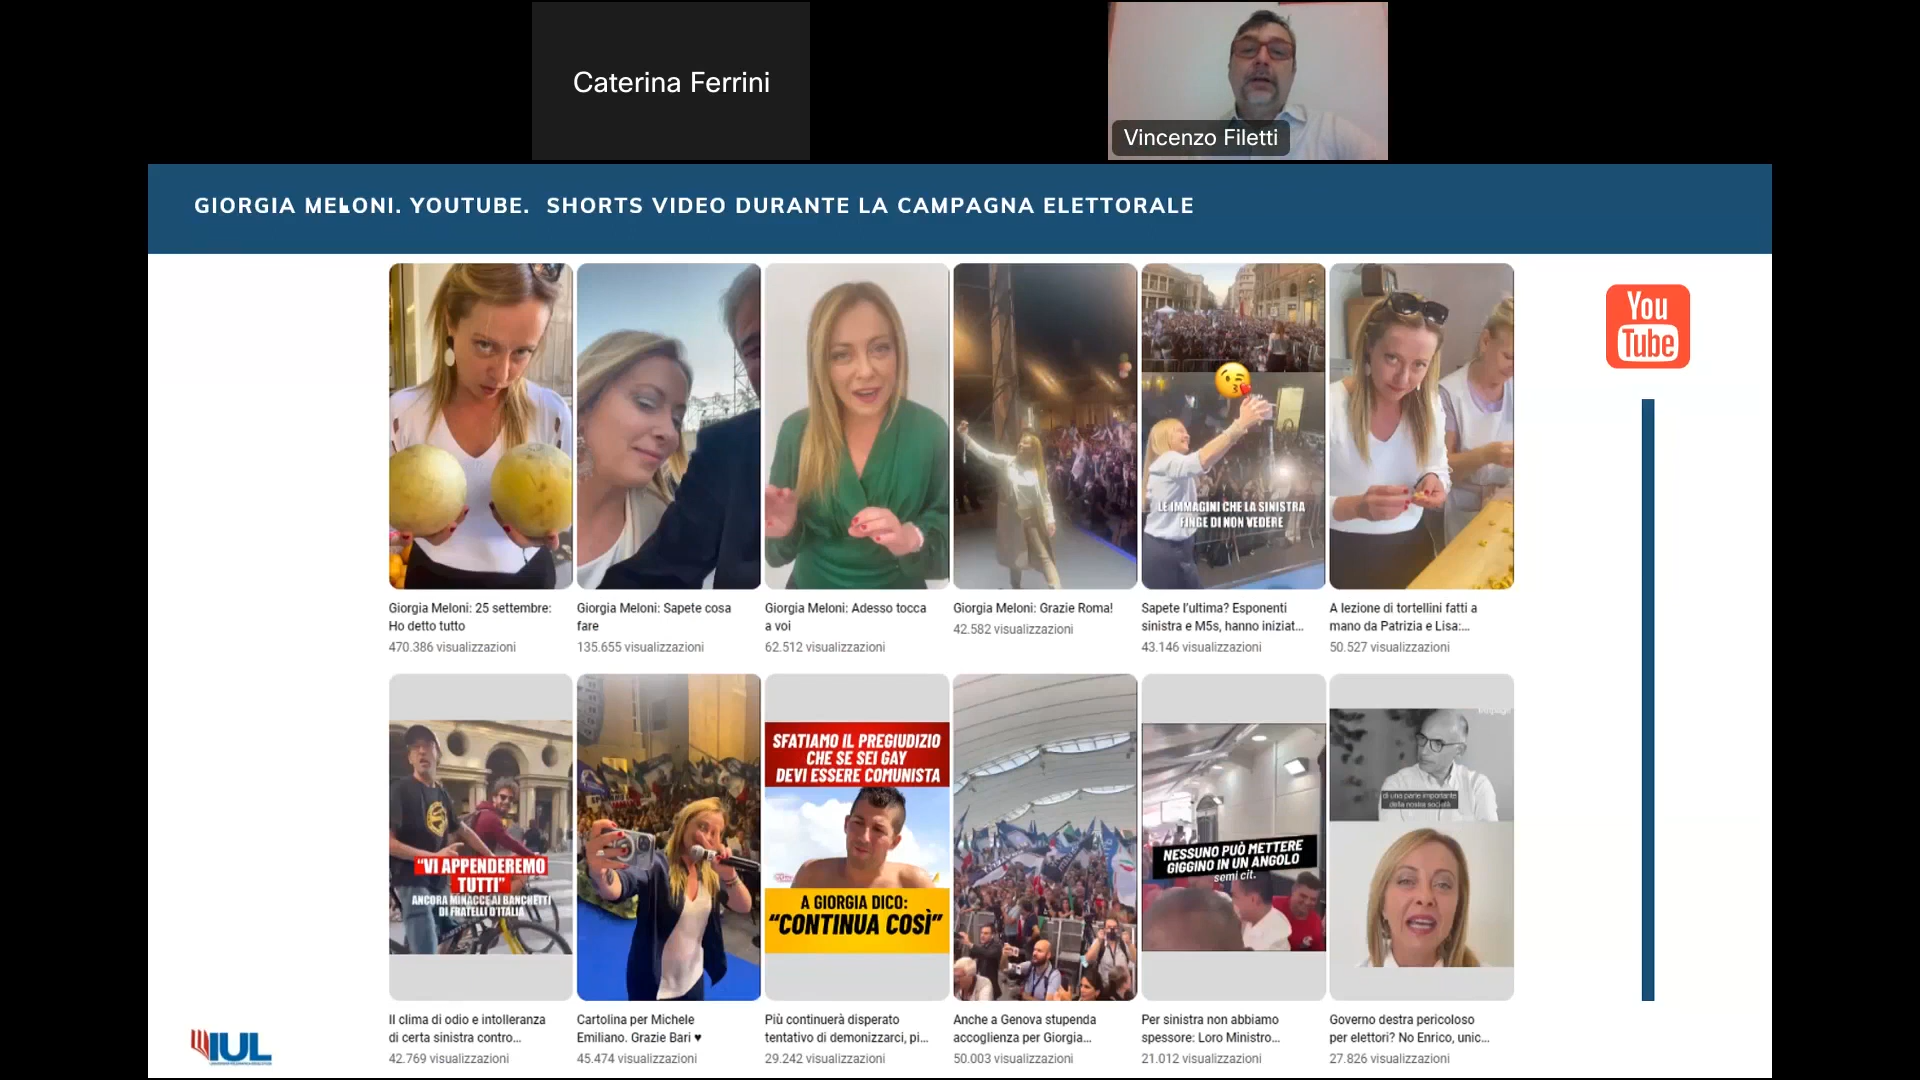 Caterina Ferrini
Vincenzo Filetti
GIORGIA MELONI. YOUTUBE. SHORTS VIDEO DURANTE LA CAMPAGNA ELETTORALE
You
Tube
LE IMMAGINI CHE LA SINISTRA
FINGE DI NON VEDERE
Giorgia Meloni: 25 settembre:
Ho detto tutto
470.386 visualizzazioni
Giorgia Meloni: Sapete cosa
fare
135.655 visualizzazioni
Giorgia Meloni: Adesso tocca
a voi
62.512 visualizzazioni
Giorgia Meloni: Grazie Roma!
42.582 visualizzazioni
Sapete l'ultima? Esponenti
sinistra e M5s, hanno iniziat...
43.146 visualizzazioni
A lezione di tortellini fatti a
mano da Patrizia e Lisa:...
50.527 visualizzazioni
"VI APPENDEREMO
TUTTI"
ANCORA MINACCE AI BANCHETTI
DI FRATELLI D'ITALIA
SFATIAMO IL PREGIUDIZIO
CHE SE SEI GAY
DEVI ESSERE COMUNISTA
A GIORGIA DICO:
"CONTINUA COSÌ"
NESSUNO PUÒ METTERE
GIGGINO IN UN ANGOLO
semi cit.
di una parte importante
della nostra società
Il clima di odio e intolleranza
di certa sinistra contro...
42.769 visualizzazioni
Cartolina per Michele
Emiliano. Grazie Bari ♥
45.474 visualizzazioni
Più continuerà disperato
tentativo di demonizzarci, pi...
29.242 visualizzazioni
Anche a Genova stupenda
accoglienza per Giorgia...
50.003 visualizzazioni
Per sinistra non abbiamo
spessore: Loro Ministro...
21.012 visualizzazioni
Governo destra pericoloso
per elettori? No Enrico, unic...
27.826 visualizzazioni
IUL